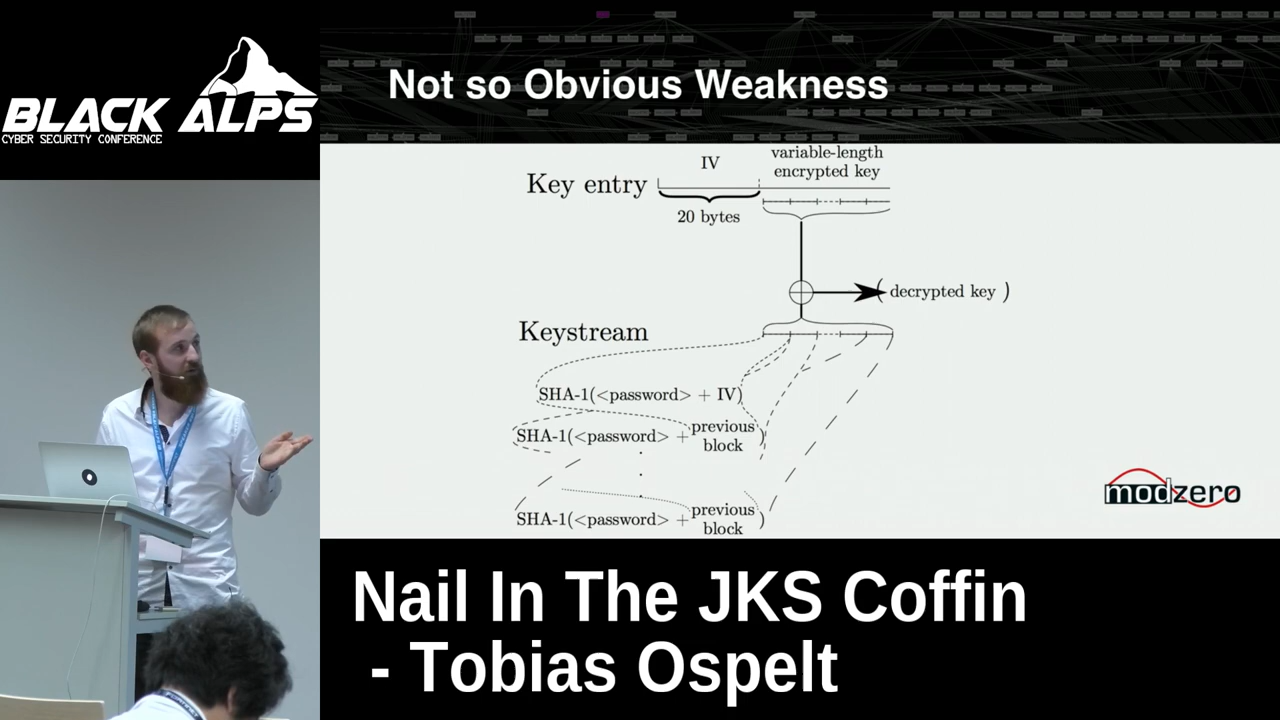 BLACK ALPS
CYBER SECURITY CONFERENCE
Not so Obvious Weakness
Key entry
IV
20 bytes
variable-length
encrypted key
( decrypted key )
Keystream
SHA-1(<password> + IV)
SHA-1(<password> + previous block )
.
.
.
SHA-1(<password> + previous block )
modzero
Nail In The JKS Coffin
- Tobias Ospelt